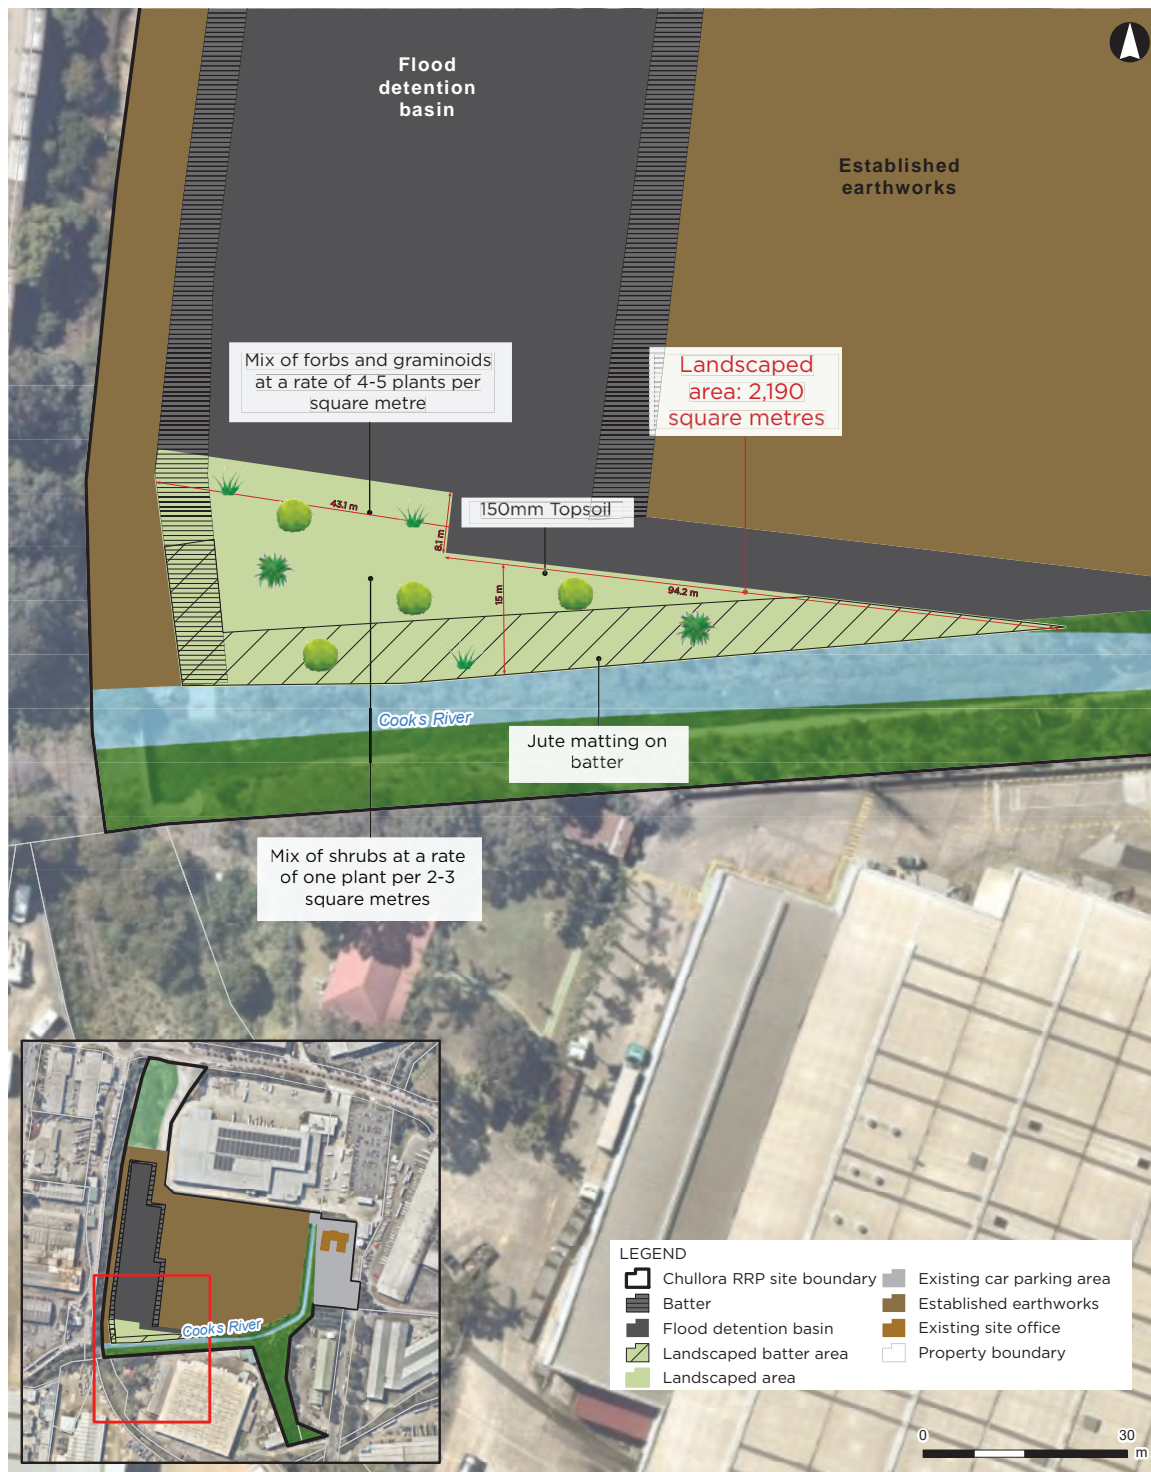 Flood
detention
basin
Established
earthworks
Mix of forbs and graminoids
at a rate of 4-5 plants per
square metre
Landscaped
area: 2,190
square metres
43.1 m
150mm Topsoil
8.1 m
15 m
94.2 m
Cooks River
Jute matting on
batter
Mix of shrubs at a rate
of one plant per 2-3
square metres
Cooks River
LEGEND
Chullora RRP site boundary
Batter
Flood detention basin
Landscaped batter area
Landscaped area
Existing car parking area
Established earthworks
Existing site office
Property boundary
0 30
m